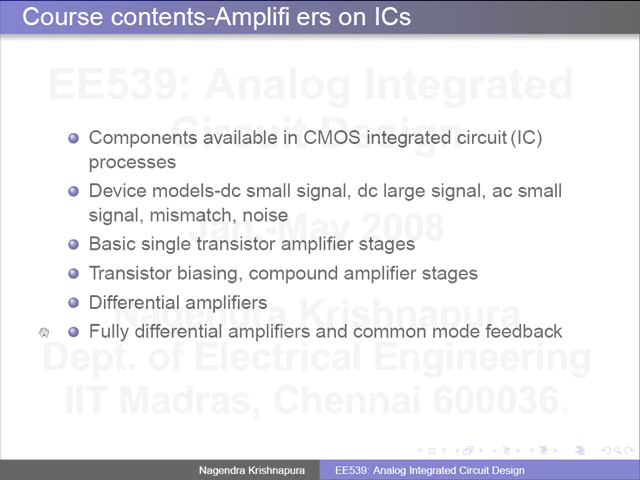 Course contents-Amplifi ers on ICs
EE539: Analog Integrated
Circuit Design
Components available in CMOS integrated circuit (IC)
processes
Device models-dc small signal, dc large signal, ac small
signal, mismatch, noise
Jan.-May 2008
Basic single transistor amplifier stages
Transistor biasing, compound amplifier stages
Differential amplifiers
Nagendra Krishnapura
Fully differential amplifiers and common mode feedback
Dept. of Electrical Engineering
IIT Madras, Chennai 600036.
Nagendra Krishnapura EE539: Analog Integrated Circuit Design